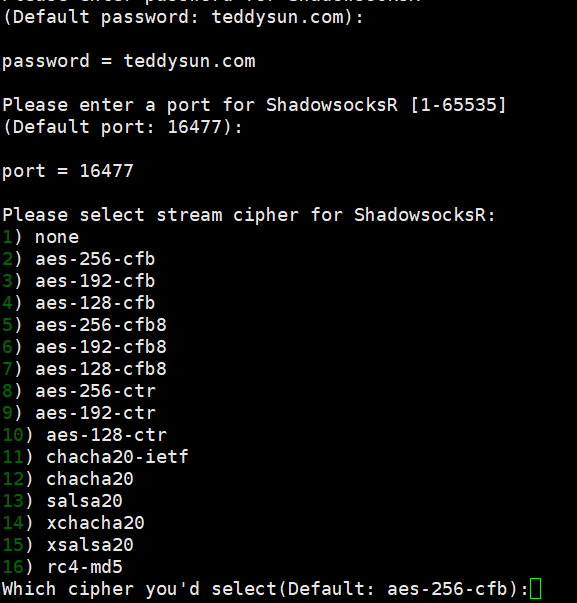 (Default password: teddysun.com):
password = teddysun.com
Please enter a port for ShadowsocksR [1-65535]
(Default port: 16477):
port = 16477
Please select stream cipher for ShadowsocksR:
1) none
2) aes-256-cfb
3) aes-192-cfb
4) aes-128-cfb
5) aes-256-cfb8
6) aes-192-cfb8
7) aes-128-cfb8
8) aes-256-ctr
9) aes-192-ctr
10) aes-128-ctr
11) chacha20-ietf
12) chacha20
13) salsa20
14) xchacha20
15) xsalsa20
16) rc4-md5
Which cipher you'd select(Default: aes-256-cfb):